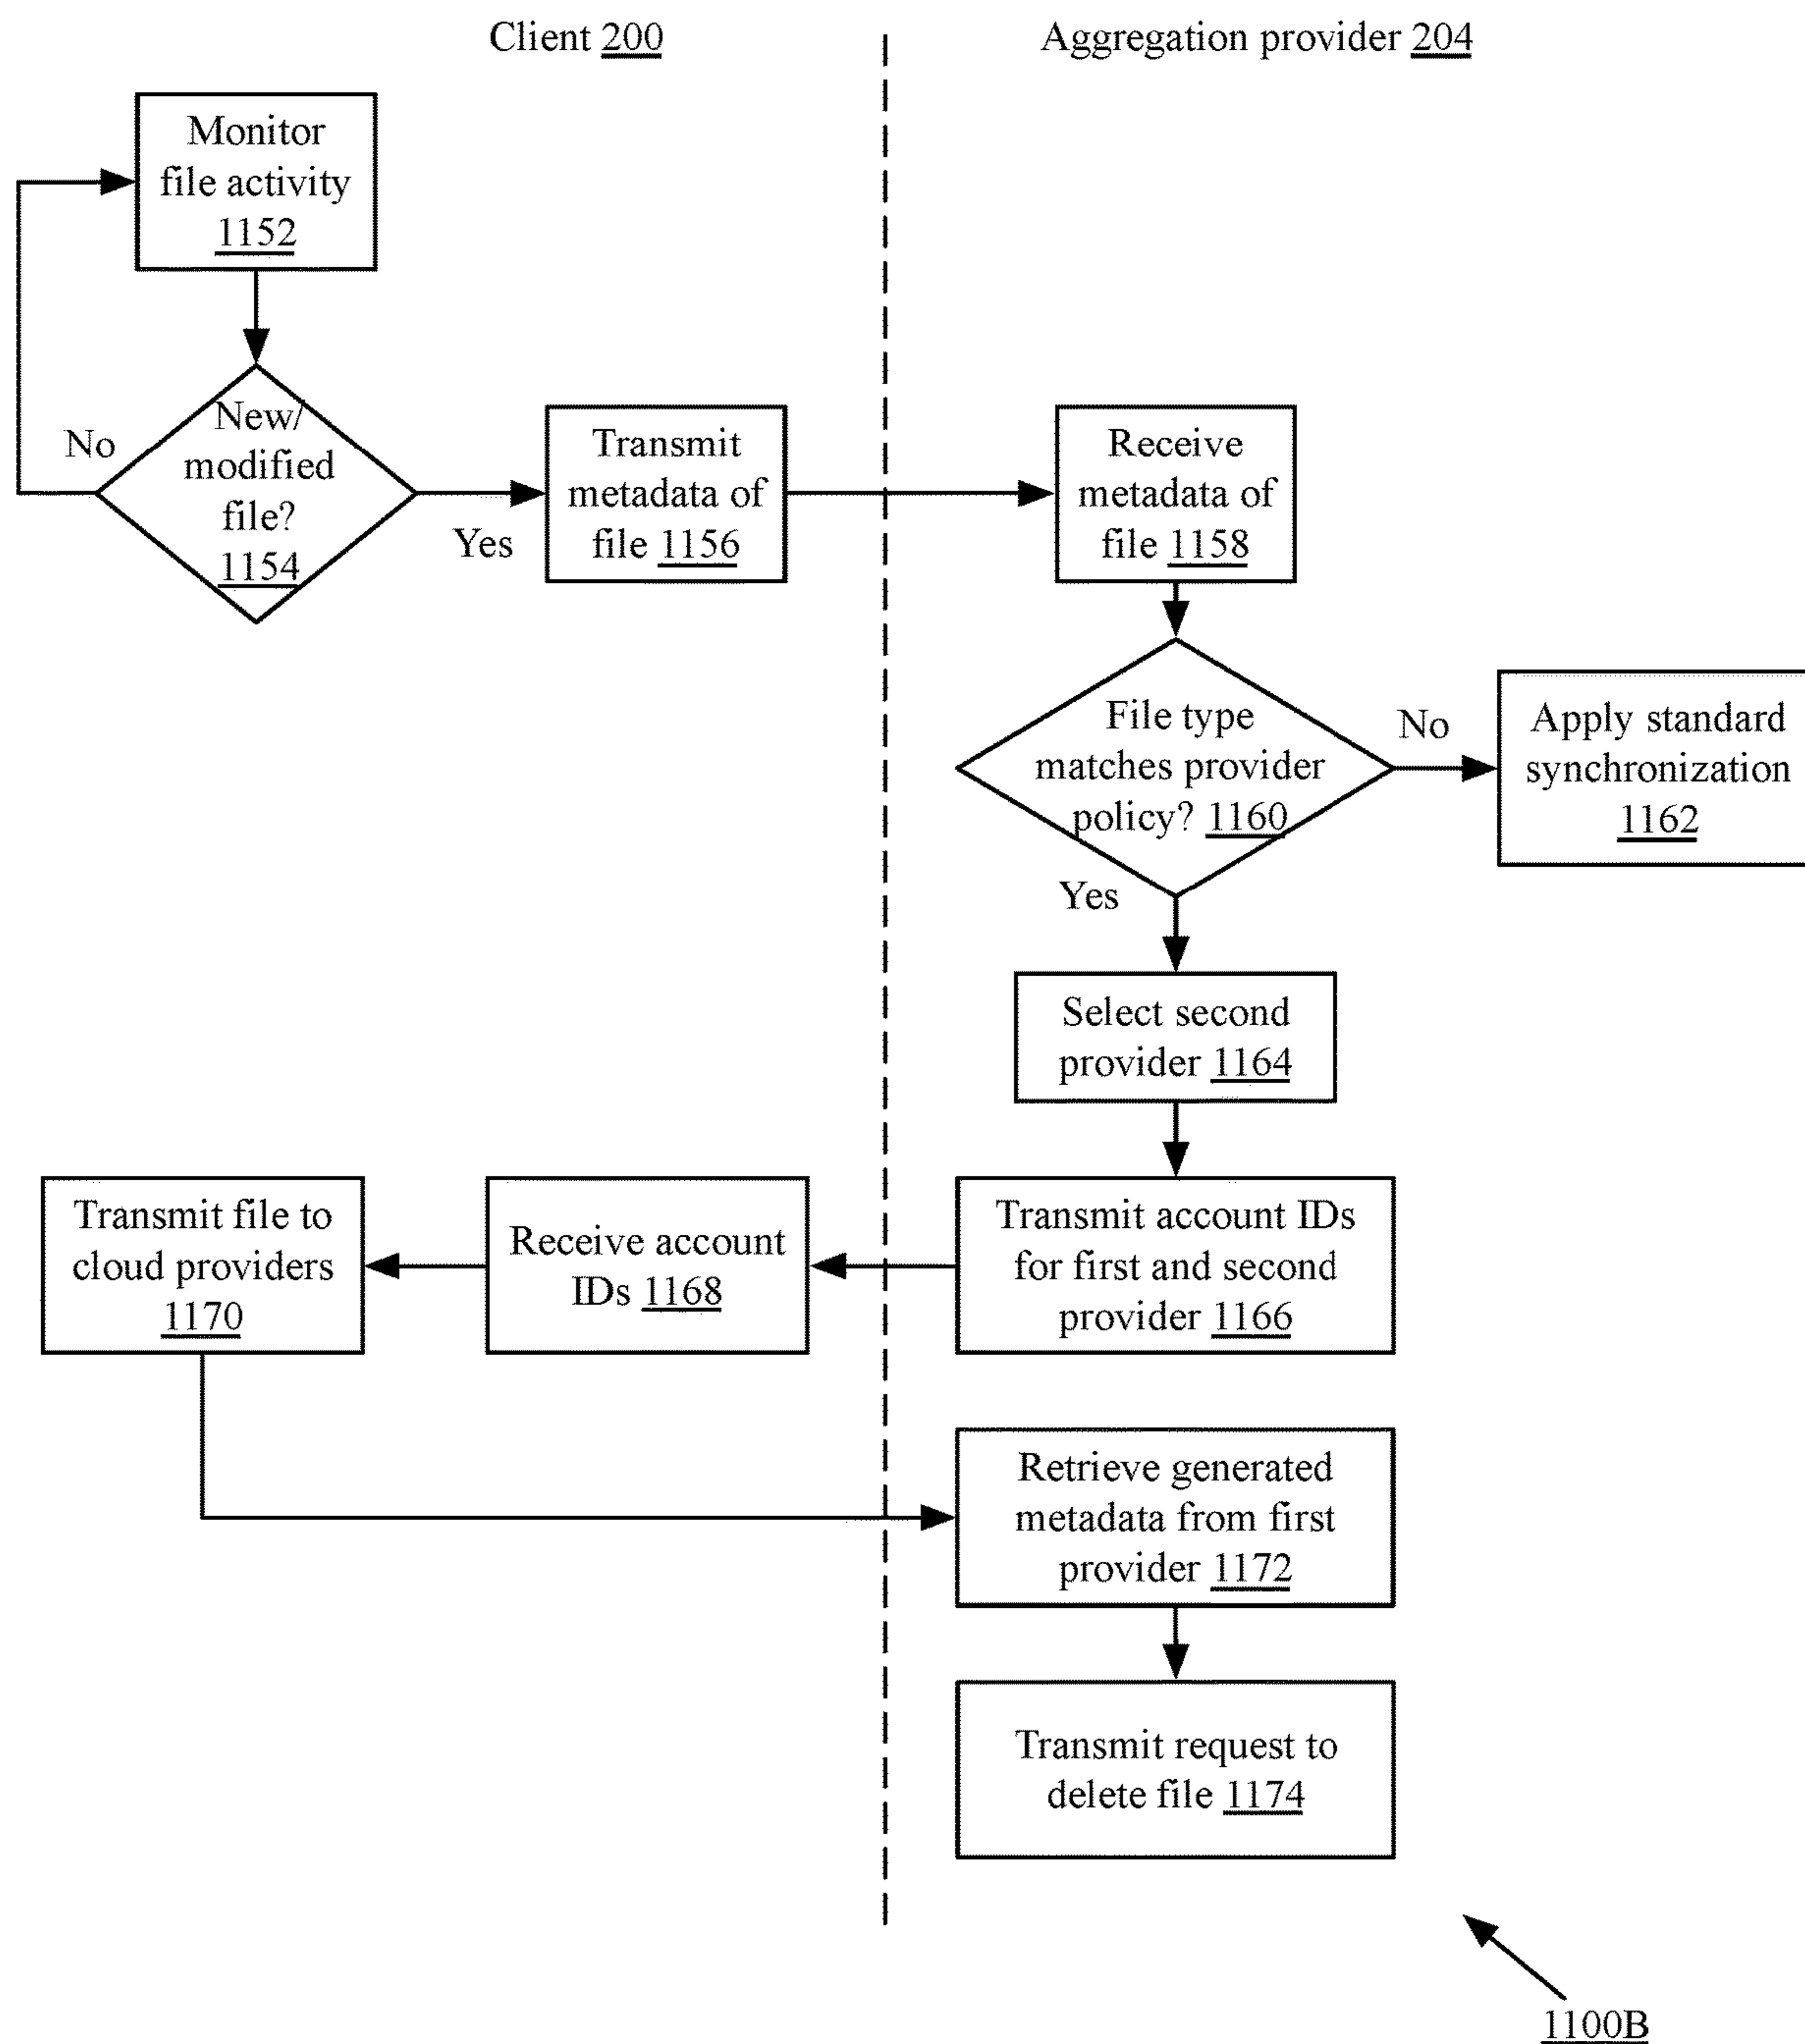 Client 200
Aggregation provider 204
Monitor
file activity
1152
New/
modified
file?
1154
No
Yes
Transmit
metadata of
file 1156
Receive
metadata of
file 1158
File type
matches provider
policy? 1160
No
Apply standard
synchronization
1162
Yes
Select second
provider 1164
Transmit account IDs
for first and second
provider 1166
Receive account
IDs 1168
Transmit file to
cloud providers
1170
Retrieve generated
metadata from first
provider 1172
Transmit request to
delete file 1174
1100B